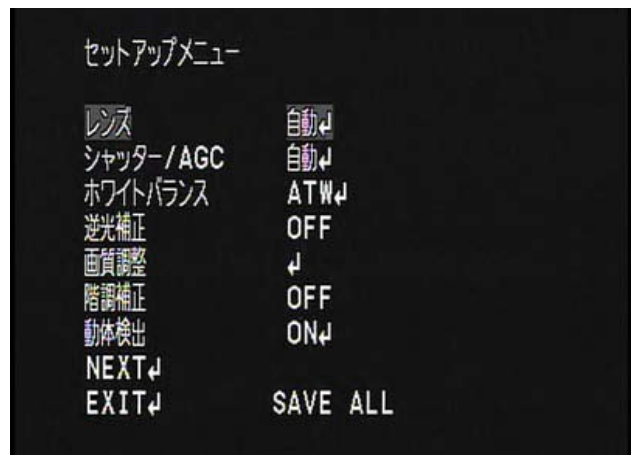 セットアップメニュー
レンズ 自動↲
シャッター/AGC 自動↲
ホワイトバランス ATW↲
逆光補正 OFF
画質調整 ↲
階調補正 OFF
動体検出 ON↲
NEXT↲
EXIT↲ SAVE ALL